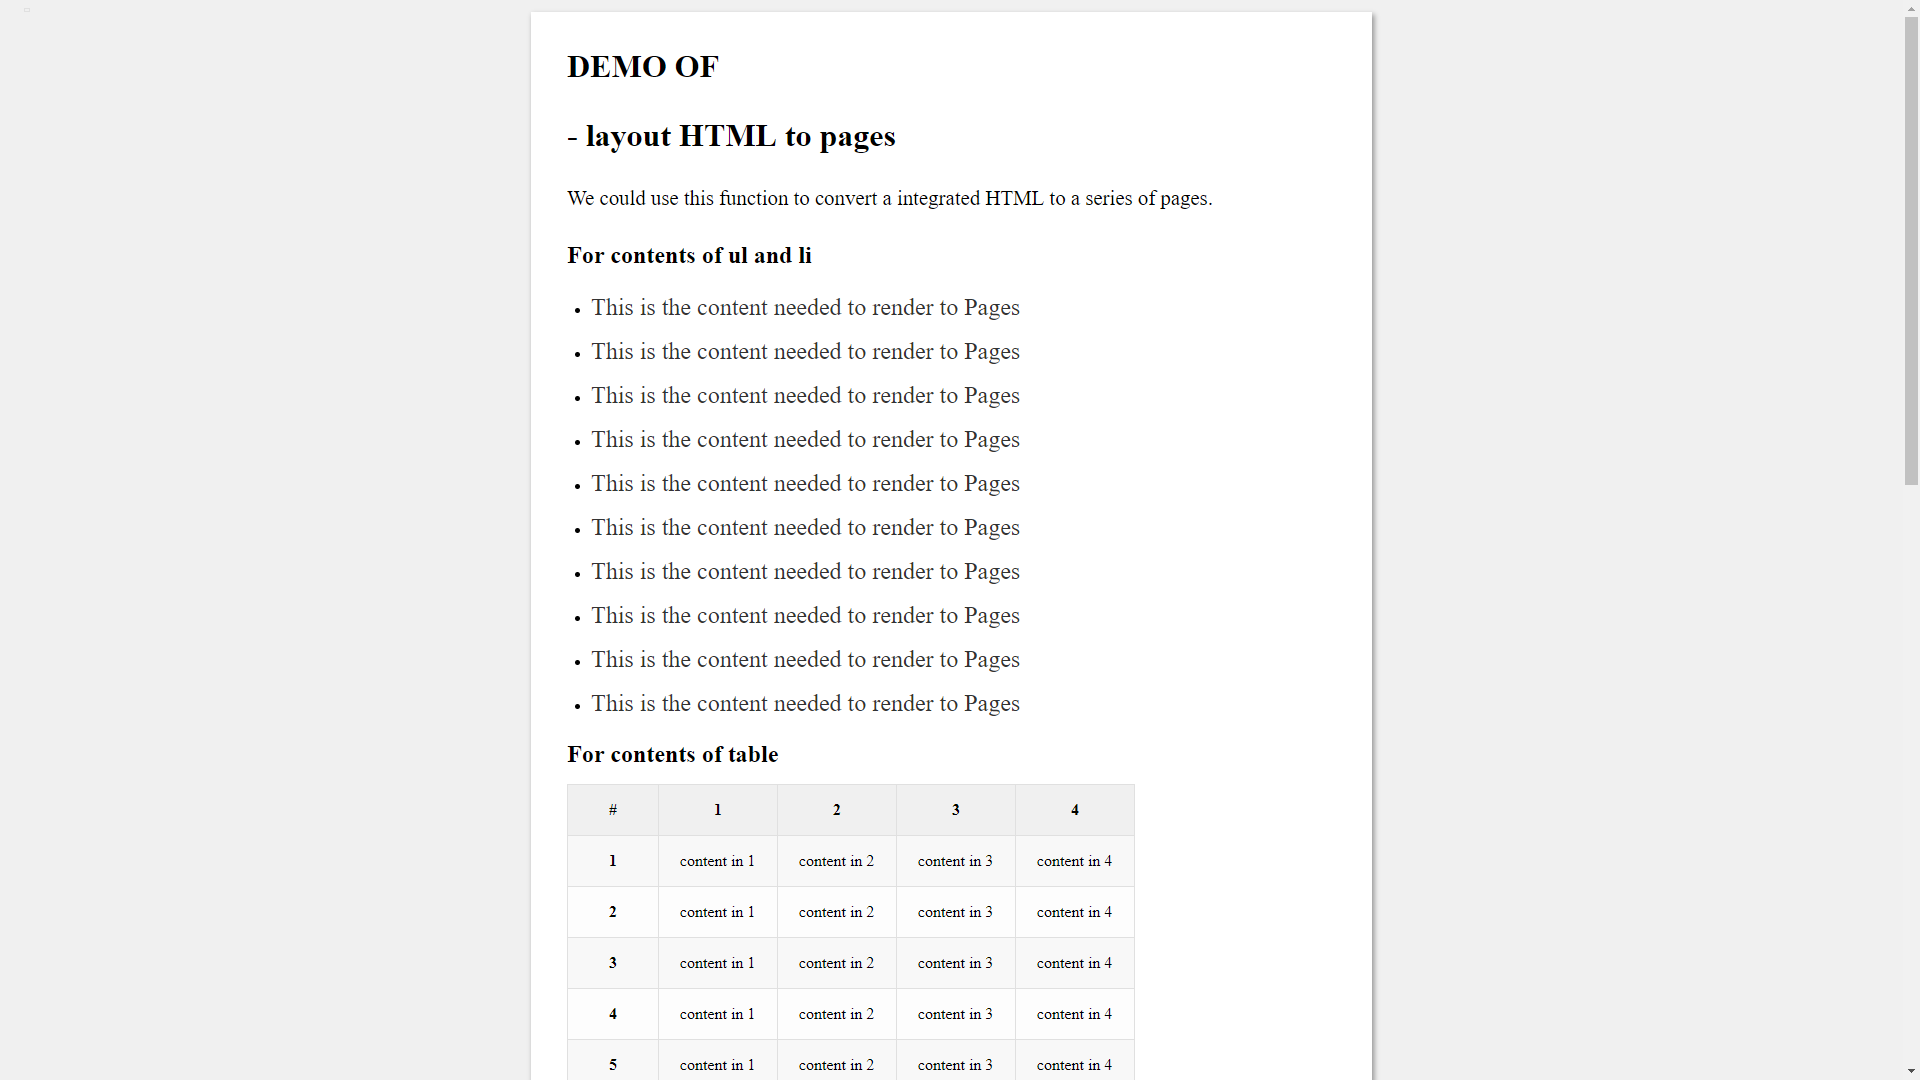 DEMO OF
- layout HTML to pages
We could use this function to convert a integrated HTML to a series of pages.
For contents of ul and li
• This is the content needed to render to Pages
• This is the content needed to render to Pages
• This is the content needed to render to Pages
• This is the content needed to render to Pages
• This is the content needed to render to Pages
• This is the content needed to render to Pages
• This is the content needed to render to Pages
• This is the content needed to render to Pages
• This is the content needed to render to Pages
• This is the content needed to render to Pages
For contents of table
# 1 2 3 4
1 content in 1 content in 2 content in 3 content in 4
2 content in 1 content in 2 content in 3 content in 4
3 content in 1 content in 2 content in 3 content in 4
4 content in 1 content in 2 content in 3 content in 4
5 content in 1 content in 2 content in 3 content in 4